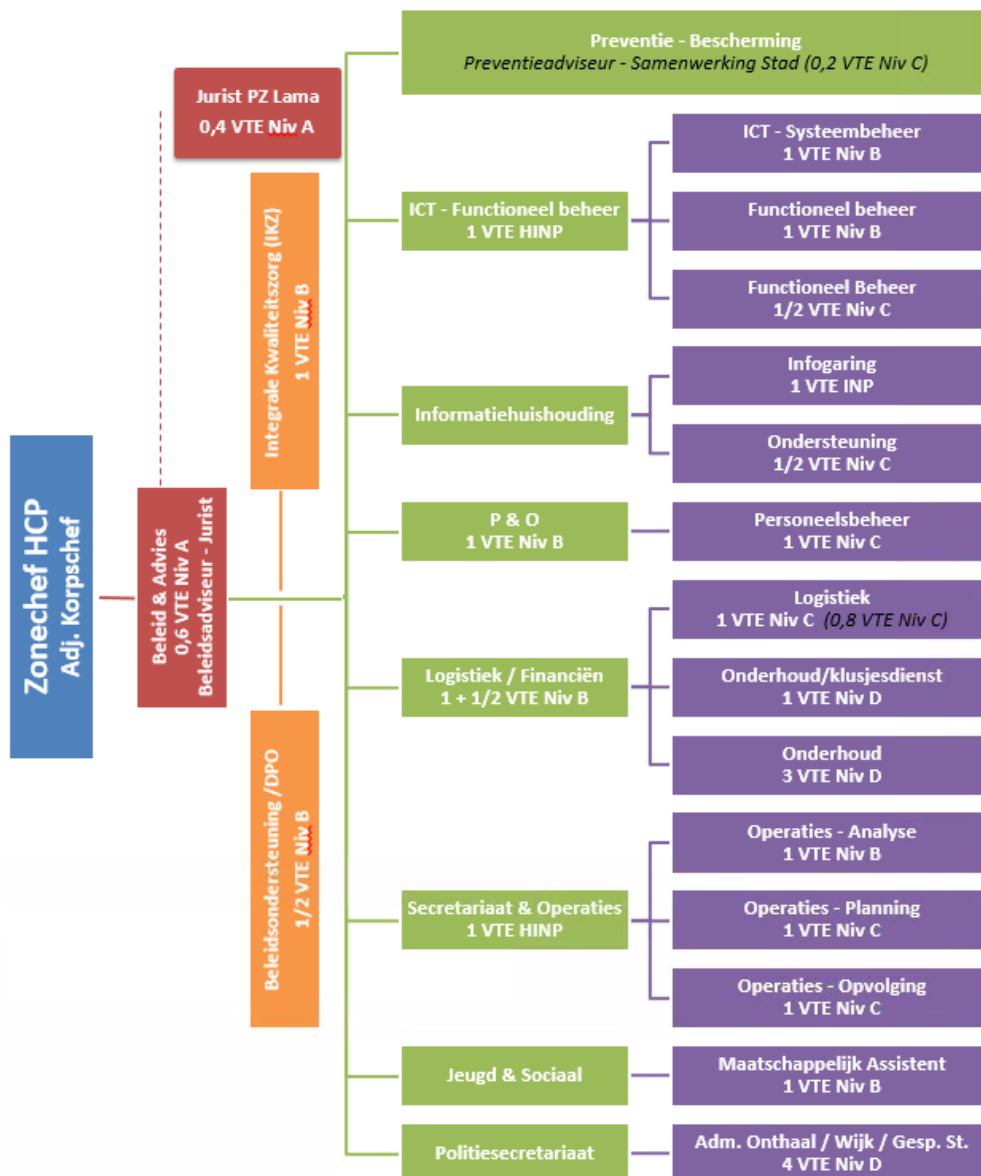 Zonechef HCP
Adj. Korpschef
Beleid & Advies
0,6 VTE Niv A
Beleidsadviseur - Jurist
Jurist PZ Lama
0,4 VTE Niv A
Integrale Kwaliteitszorg (IKZ)
1 VTE Niv B
Beleidsondersteuning /DPO
1/2 VTE Niv B
Preventie - Bescherming
Preventieadviseur - Samenwerking Stad (0,2 VTE Niv C)
ICT - Functioneel beheer
1 VTE HINP
ICT - Systeembeheer
1 VTE Niv B
Functioneel beheer
1 VTE Niv B
Functioneel Beheer
1/2 VTE Niv C
Informatiehuishouding
Infogaring
1 VTE INP
Ondersteuning
1/2 VTE Niv C
P & O
1 VTE Niv B
Personeelsbeheer
1 VTE Niv C
Logistiek / Financiën
1 + 1/2 VTE Niv B
Logistiek
1 VTE Niv C (0,8 VTE Niv C)
Onderhoud/klusjesdienst
1 VTE Niv D
Onderhoud
3 VTE Niv D
Secretariaat & Operaties
1 VTE HINP
Operaties - Analyse
1 VTE Niv B
Operaties - Planning
1 VTE Niv C
Operaties - Opvolging
1 VTE Niv C
Jeugd & Sociaal
Maatschappelijk Assistent
1 VTE Niv B
Politiesecretariaat
Adm. Onthaal / Wijk / Gesp. St.
4 VTE Niv D